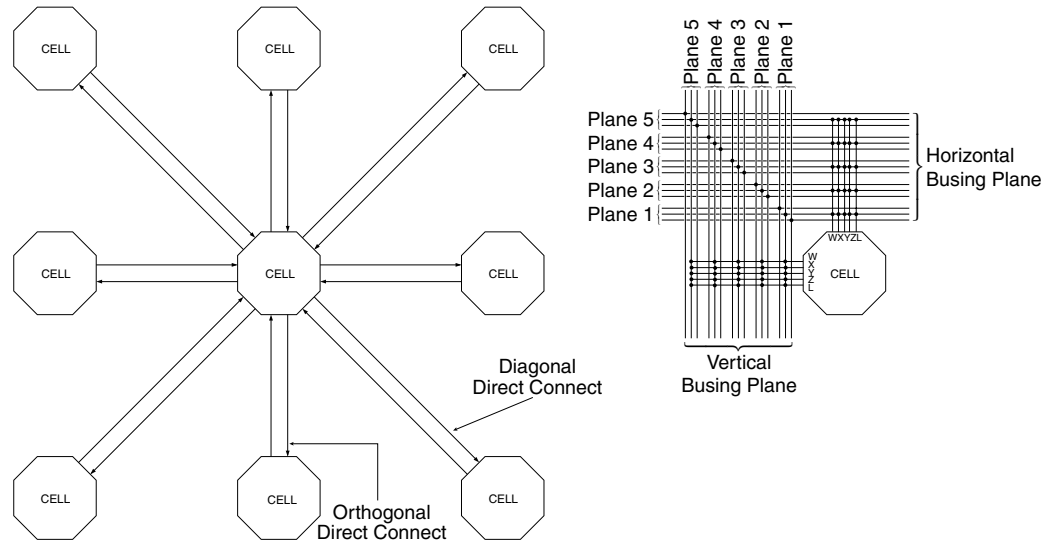 CELL
CELL
CELL
CELL
CELL
CELL
CELL
CELL
CELL
Diagonal
Direct Connect
Orthogonal
Direct Connect
Plane 5
Plane 4
Plane 3
Plane 2
Plane 1
Plane 5
Plane 4
Plane 3
Plane 2
Plane 1
Horizontal
Busing Plane
WXYZL
W
X
Y
Z
L
CELL
Vertical
Busing Plane